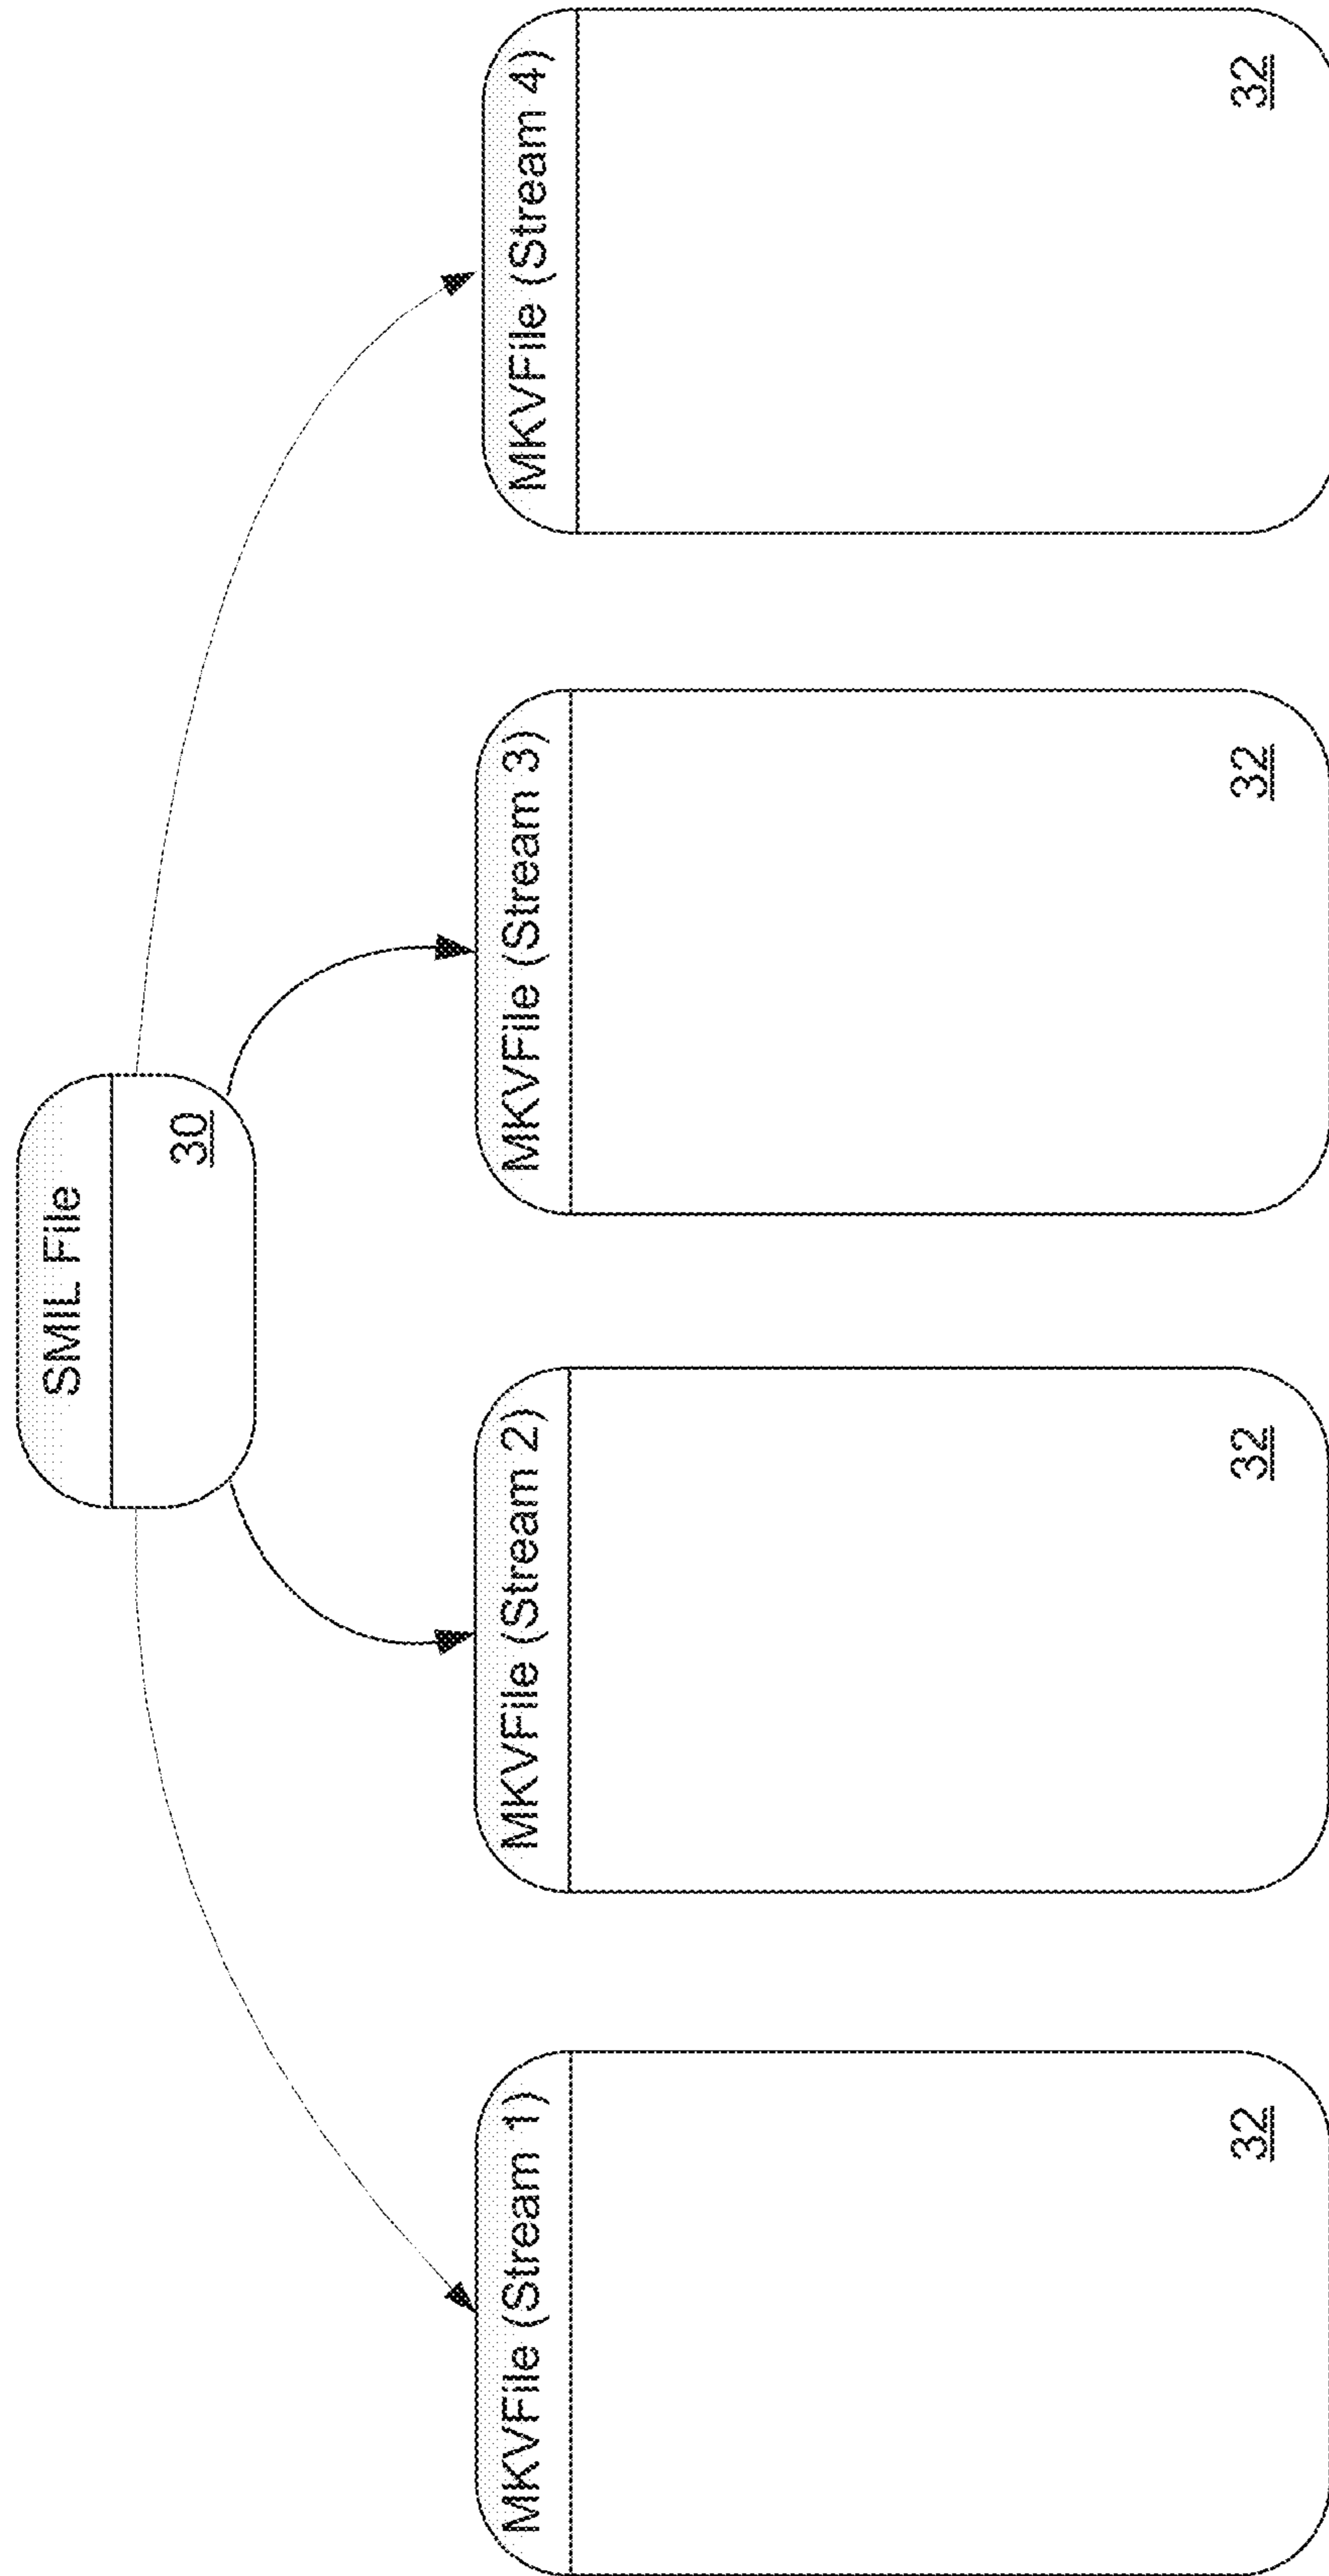 SMIL File
30
MKVFile (Stream 1)
MKVFile (Stream 2)
MKVFile (Stream 3)
MKVFile (Stream 4)
32
32
32
32